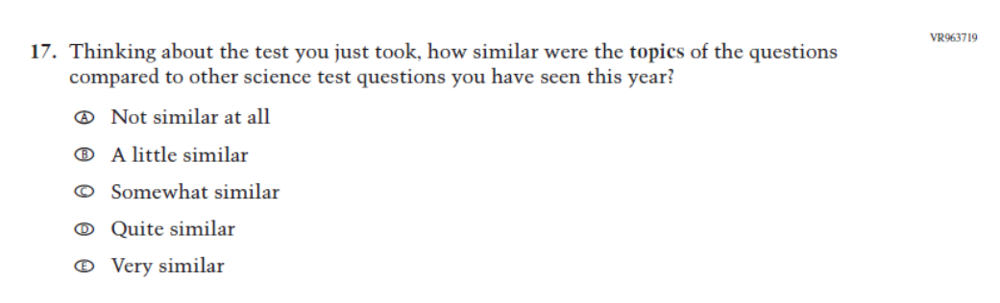 VR963719
17. Thinking about the test you just took, how similar were the topics of the questions
compared to other science test questions you have seen this year?
Ⓐ Not similar at all
Ⓑ A little similar
Ⓒ Somewhat similar
Ⓓ Quite similar
Ⓔ Very similar